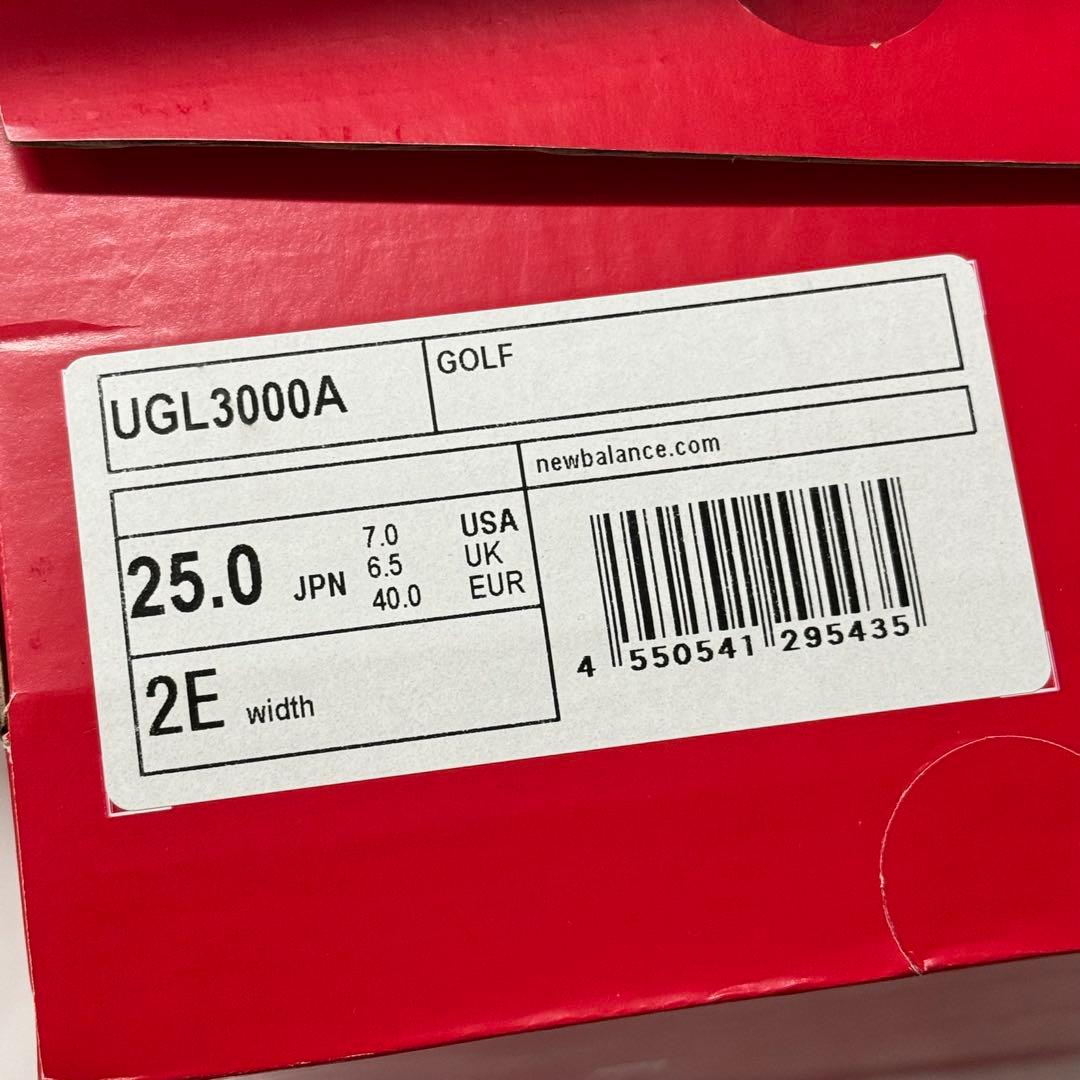 UGL3000A
GOLF
newbalance.com
25.0 JPN
7.0 USA
6.5 UK
40.0 EUR
2E width
4 550541 295435